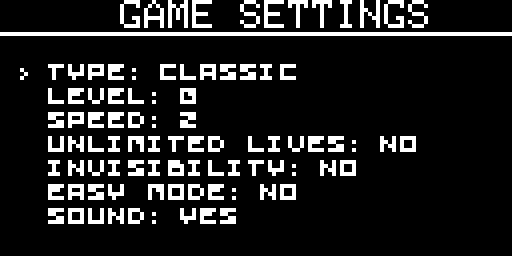 GAME SETTINGS
> TYPE: CLASSIC
LEVEL: 0
SPEED: 2
UNLIMITED LIVES: NO
INVISIBILITY: NO
EASY MODE: NO
SOUND: YES